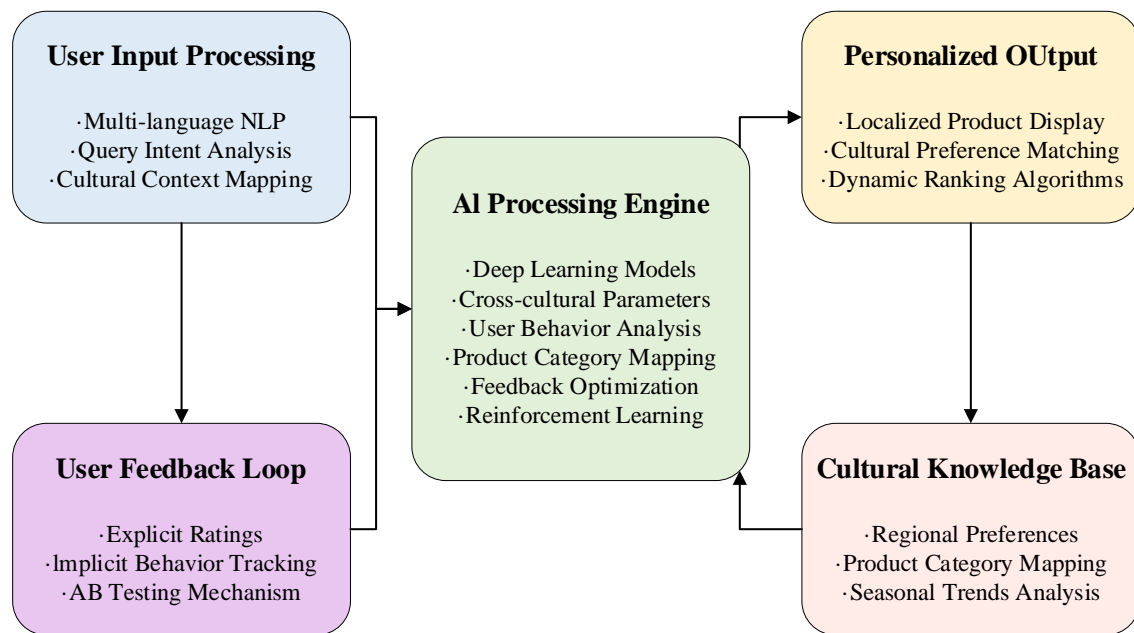 User Input Processing
·Multi-language NLP
·Query Intent Analysis
·Cultural Context Mapping
User Feedback Loop
·Explicit Ratings
·Implicit Behavior Tracking
·AB Testing Mechanism
Al Processing Engine
·Deep Learning Models
·Cross-cultural Parameters
·User Behavior Analysis
·Product Category Mapping
·Feedback Optimization
·Reinforcement Learning
Personalized OUtput
·Localized Product Display
·Cultural Preference Matching
·Dynamic Ranking Algorithms
Cultural Knowledge Base
·Regional Preferences
·Product Category Mapping
·Seasonal Trends Analysis